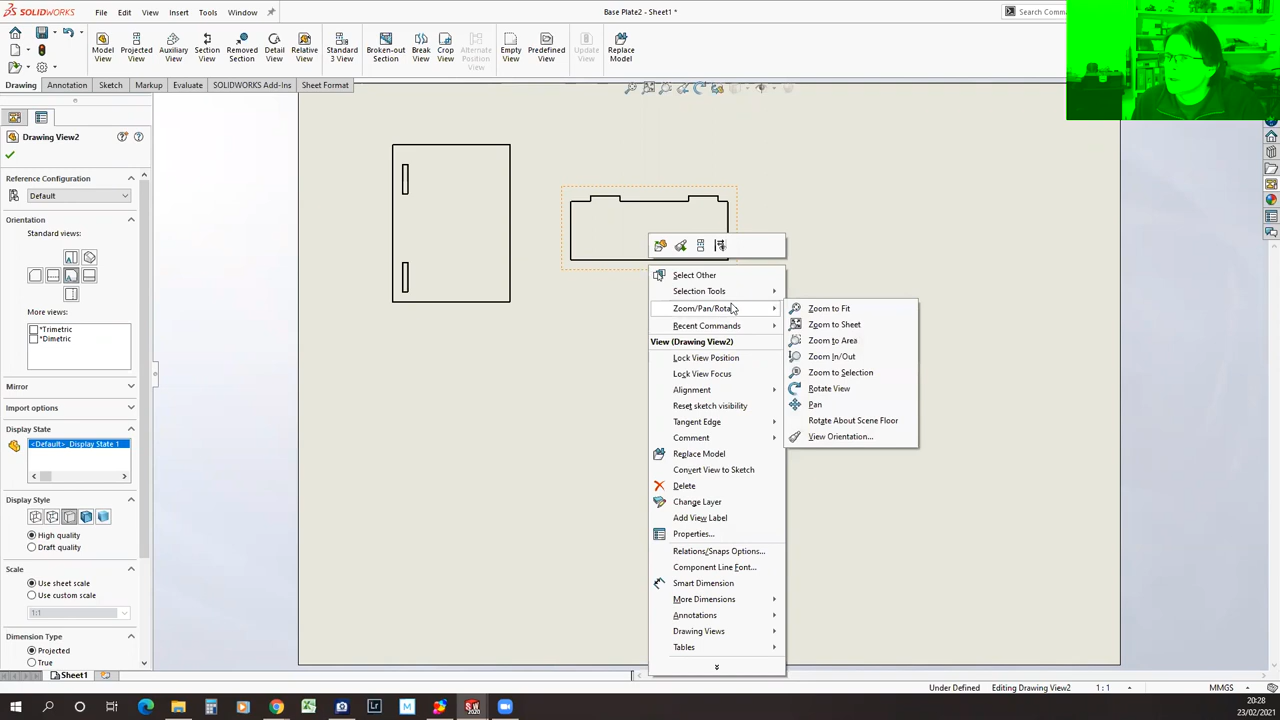 SOLIDWORKS File Edit View Insert Tools Window Base Plate2 - Sheet1 * Search Comm
Model View Projected View Auxiliary View Section View Removed Section Detail View Relative View Standard 3 View Broken-out Section Break View Crop View Alternate Position View Empty View Predefined View Update View Replace Model
Drawing Annotation Sketch Markup Evaluate SOLIDWORKS Add-Ins Sheet Format
Drawing View2
Reference Configuration
Default
Orientation
Standard views:
More views:
*Trimetric
*Dimetric
Mirror
Import options
Display State
<Default>_Display State 1
Display Style
High quality
Draft quality
Scale
Use sheet scale
Use custom scale
1:1
Dimension Type
Projected
True
Select Other
Selection Tools
Zoom/Pan/Rota
Recent Commands
View (Drawing View2)
Lock View Position
Lock View Focus
Alignment
Reset sketch visibility
Tangent Edge
Comment
Replace Model
Convert View to Sketch
Delete
Change Layer
Add View Label
Properties...
Relations/Snaps Options...
Component Line Font...
Smart Dimension
More Dimensions
Annotations
Drawing Views
Tables
Zoom to Fit
Zoom to Sheet
Zoom to Area
Zoom In/Out
Zoom to Selection
Rotate View
Pan
Rotate About Scene Floor
View Orientation...
Sheet1
Under Defined Editing Drawing View2 1 : 1 MMGS
20:28
23/02/2021